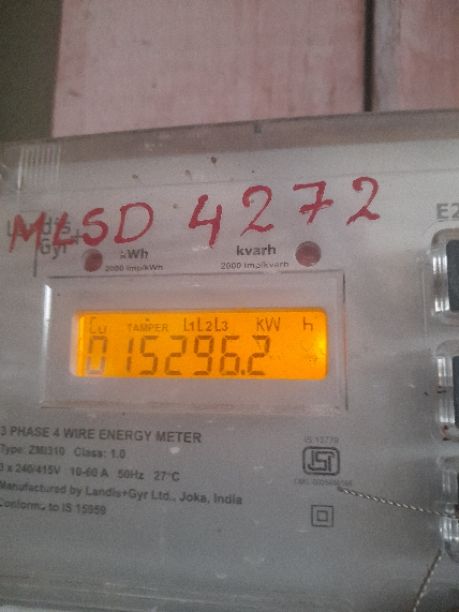 MLSD 4272
Landis
Gyr+
E2
kWh
2000 imp/kWh
kvarh
2000 imp/kvarh
Cu TAMPER L1L2L3 KW h
015296.2
3 PHASE 4 WIRE ENERGY METER
Type: ZMI310 Class: 1.0
3 x 240/415V 10-60 A 50Hz 27°C
Manufactured by Landis+Gyr Ltd., Joka, India
Conforms to IS 15959
IS 13779
ISI